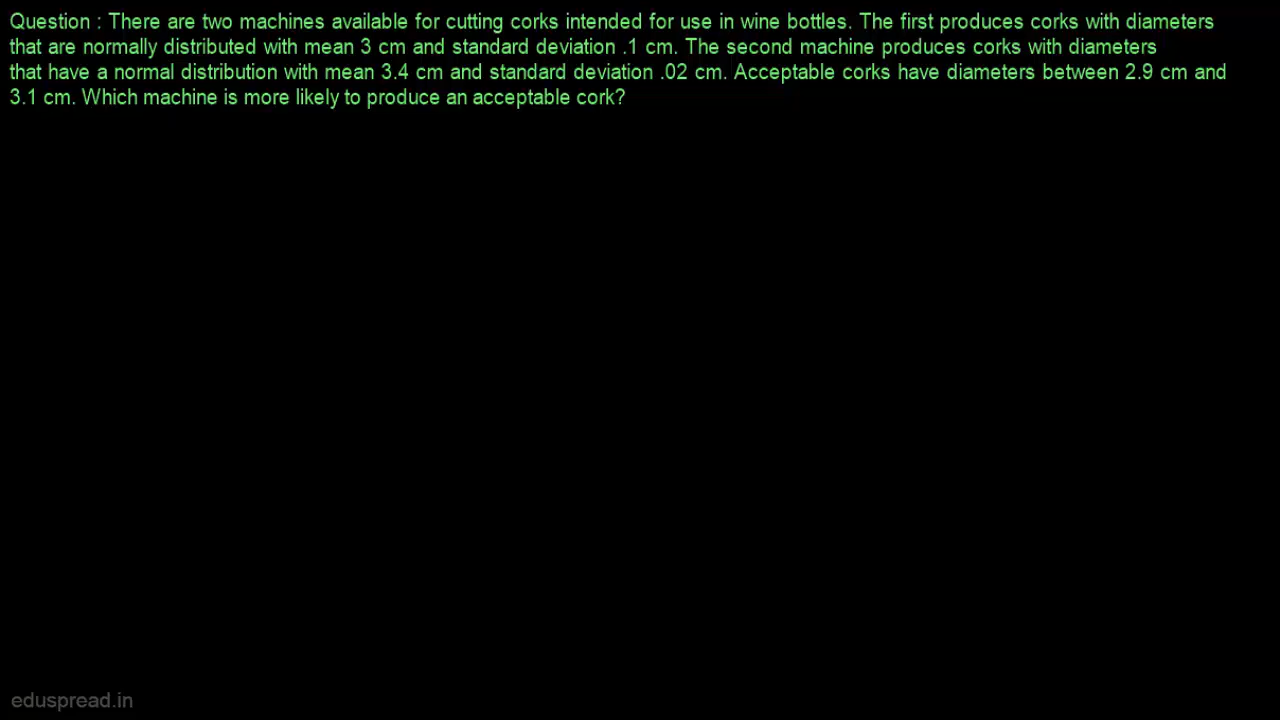 Question : There are two machines available for cutting corks intended for use in wine bottles. The first produces corks with diameters
that are normally distributed with mean 3 cm and standard deviation .1 cm. The second machine produces corks with diameters
that have a normal distribution with mean 3.4 cm and standard deviation .02 cm. Acceptable corks have diameters between 2.9 cm and
3.1 cm. Which machine is more likely to produce an acceptable cork?
eduspread.in